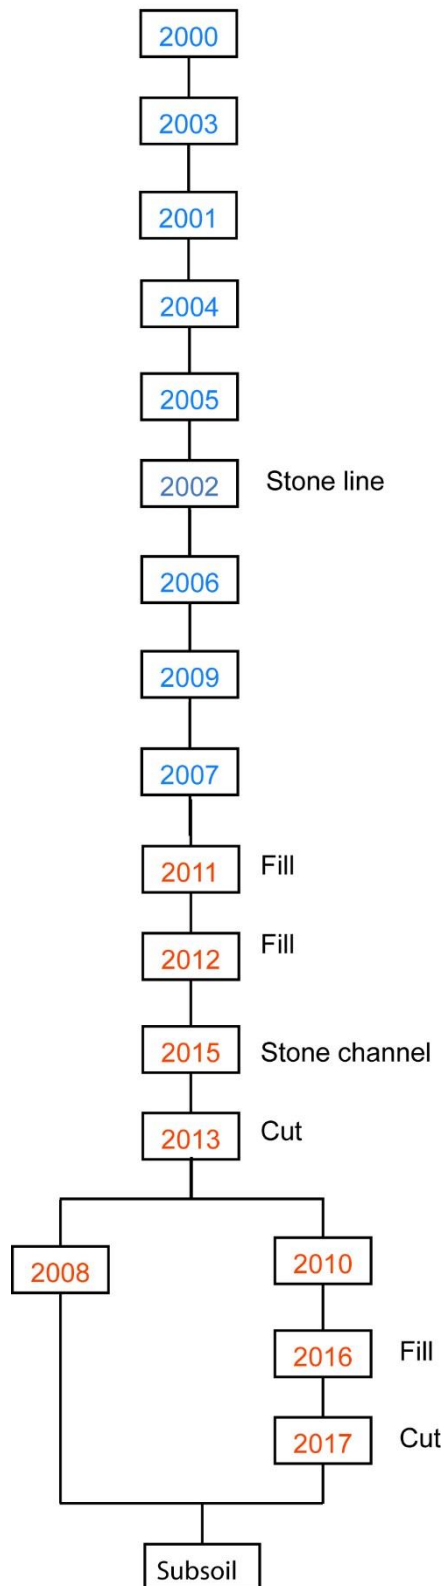 2000
2003
2001
2004
2005
2002 Stone line
2006
2009
2007
2011 Fill
2012 Fill
2015 Stone channel
2013 Cut
2008 2010
2016 Fill
2017 Cut
Subsoil